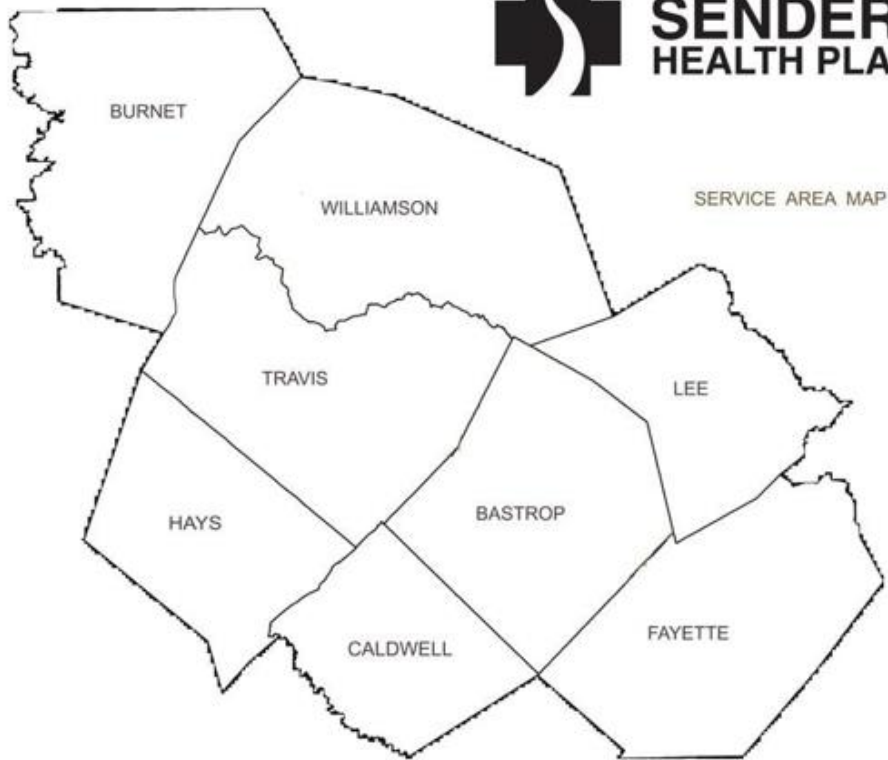 SENDER
HEALTH PLA
SERVICE AREA MAP
BURNET
WILLIAMSON
TRAVIS
LEE
HAYS
BASTROP
CALDWELL
FAYETTE